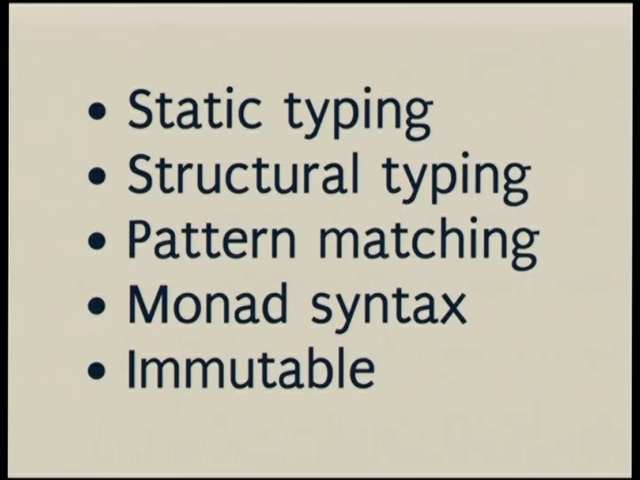 • Static typing
• Structural typing
• Pattern matching
• Monad syntax
• Immutable